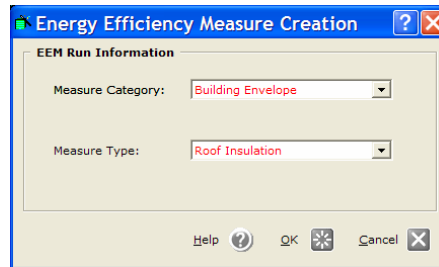 Energy Efficiency Measure Creation
EEM Run Information
Measure Category: Building Envelope
Measure Type: Roof Insulation
Help ? OK Cancel